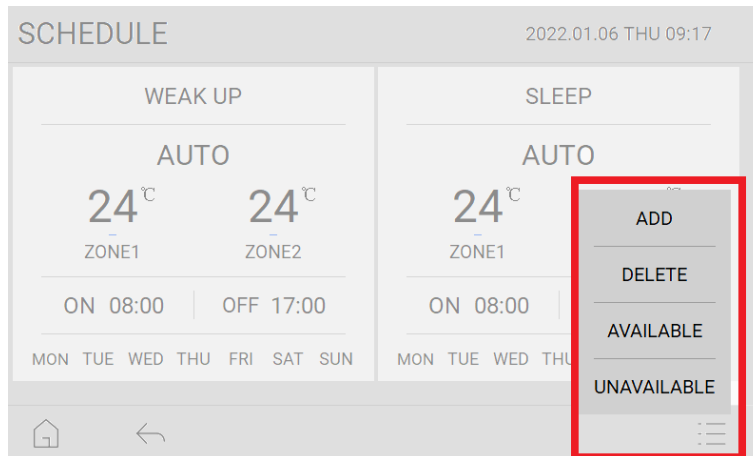 SCHEDULE 2022.01.06 THU 09:17
WEAK UP
AUTO
24℃ 24℃
ZONE1 ZONE2
ON 08:00 OFF 17:00
MON TUE WED THU FRI SAT SUN
SLEEP
AUTO
24℃ ℃
ZONE1
ON 08:00
MON TUE WED THU
ADD
DELETE
AVAILABLE
UNAVAILABLE